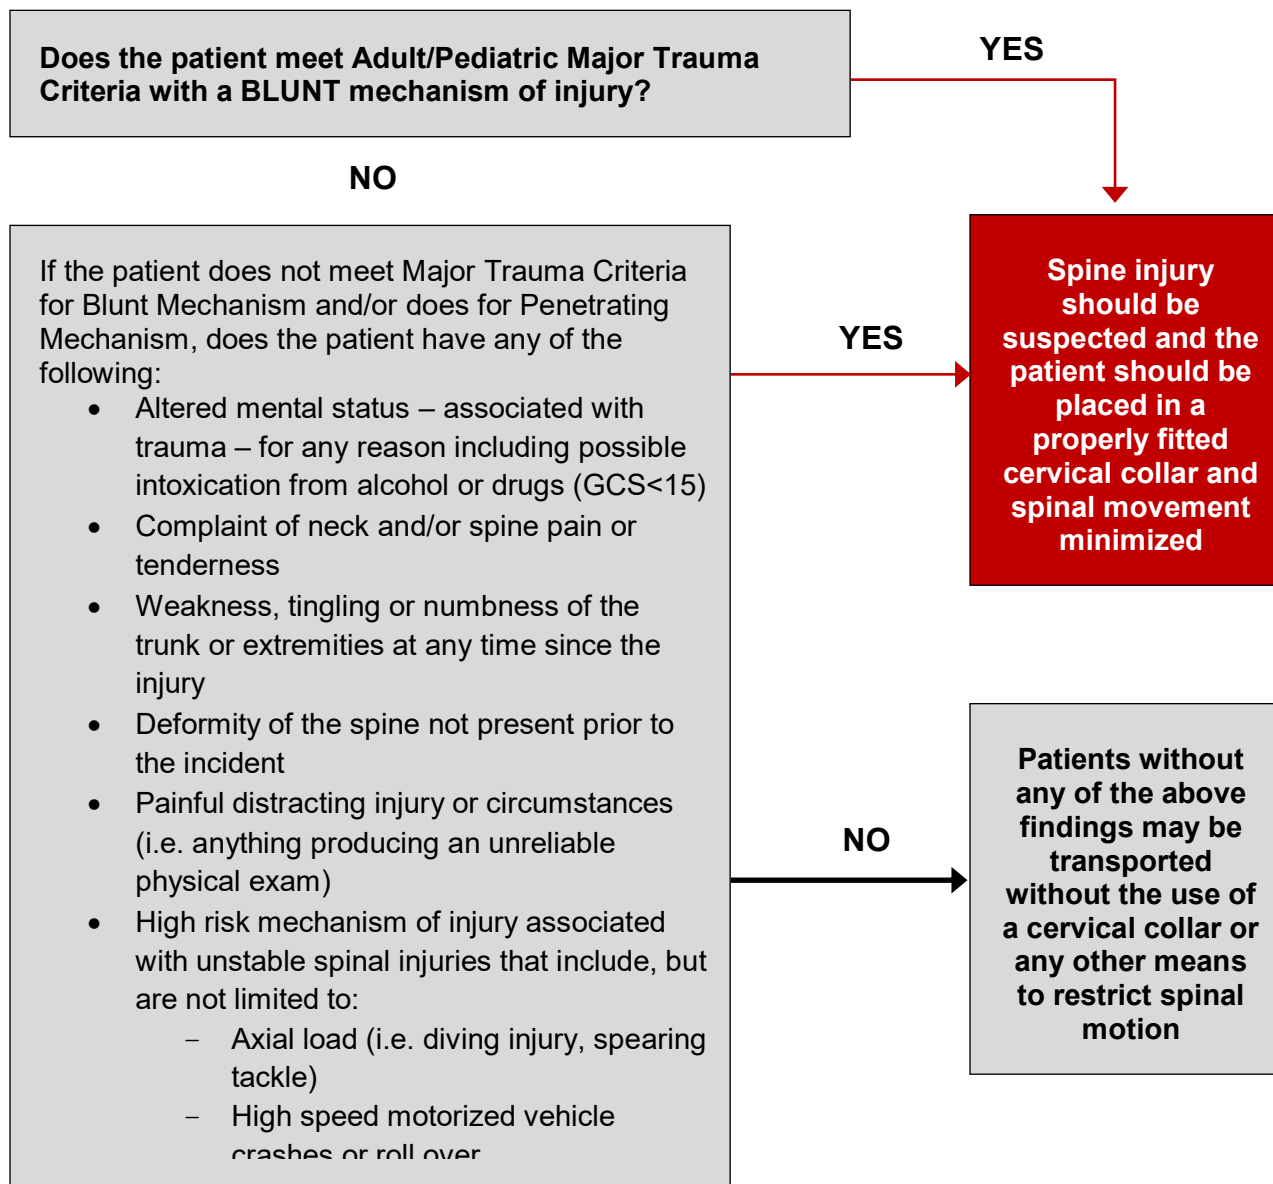 Does the patient meet Adult/Pediatric Major Trauma
Criteria with a BLUNT mechanism of injury?
YES
NO
If the patient does not meet Major Trauma Criteria
for Blunt Mechanism and/or does for Penetrating
Mechanism, does the patient have any of the
following:
• Altered mental status – associated with
trauma – for any reason including possible
intoxication from alcohol or drugs (GCS<15)
• Complaint of neck and/or spine pain or
tenderness
• Weakness, tingling or numbness of the
trunk or extremities at any time since the
injury
• Deformity of the spine not present prior to
the incident
• Painful distracting injury or circumstances
(i.e. anything producing an unreliable
physical exam)
• High risk mechanism of injury associated
with unstable spinal injuries that include, but
are not limited to:
− Axial load (i.e. diving injury, spearing
tackle)
− High speed motorized vehicle
crashes or roll over
YES
Spine injury
should be
suspected and the
patient should be
placed in a
properly fitted
cervical collar and
spinal movement
minimized
NO
Patients without
any of the above
findings may be
transported
without the use of
a cervical collar or
any other means
to restrict spinal
motion